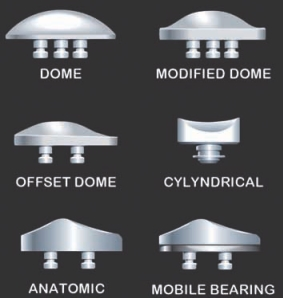 DOME
MODIFIED DOME
OFFSET DOME
CYLYNDRICAL
ANATOMIC
MOBILE BEARING